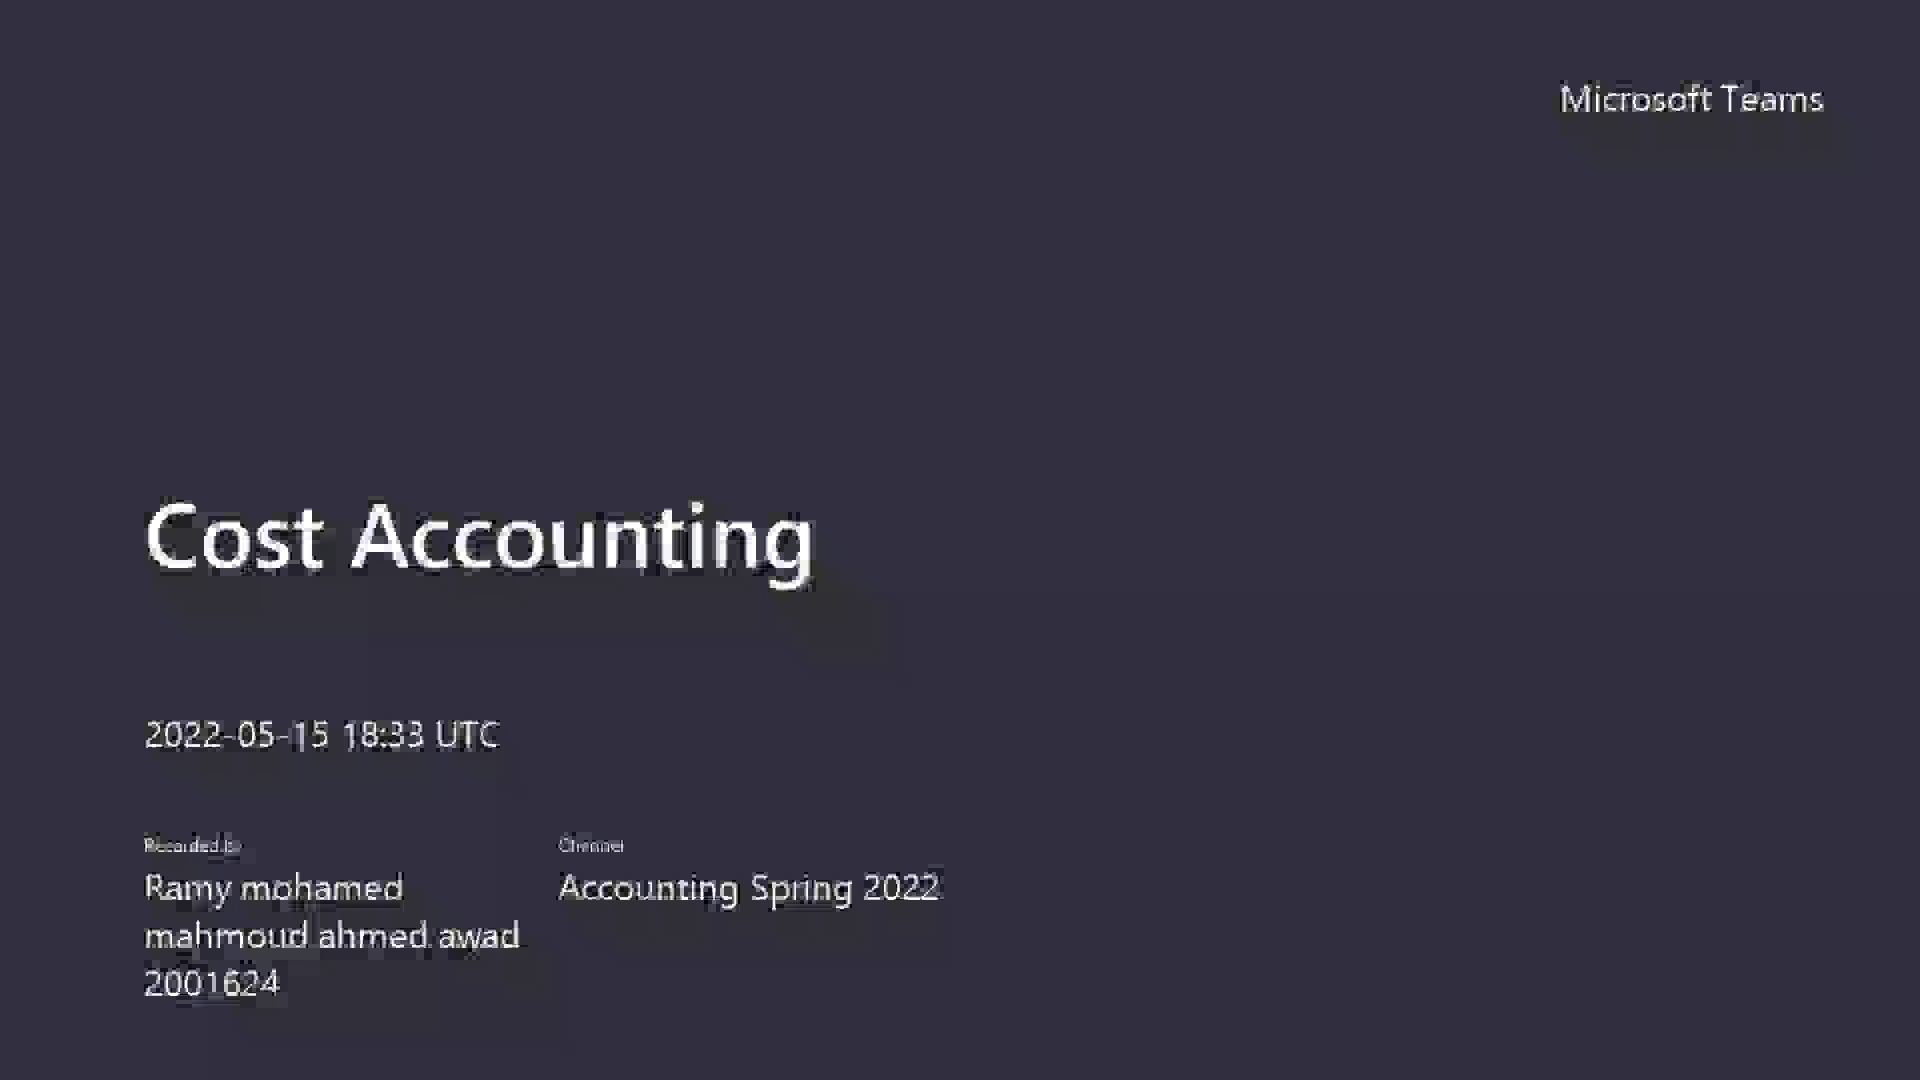 Microsoft Teams
Cost Accounting
2022-05-15 18:33 UTC
Recorded by
Ramy mohamed
mahmoud ahmed awad
2001624
Channel
Accounting Spring 2022